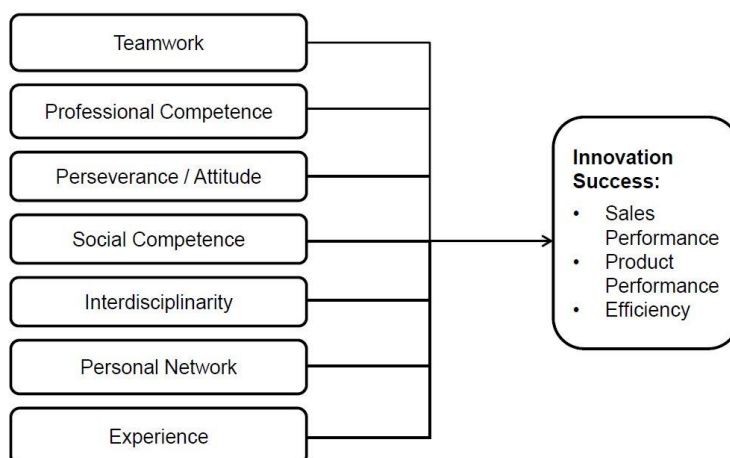 Teamwork
Professional Competence
Perseverance / Attitude
Social Competence
Interdisciplinarity
Personal Network
Experience
Innovation
Success:
• Sales
Performance
• Product
Performance
• Efficiency